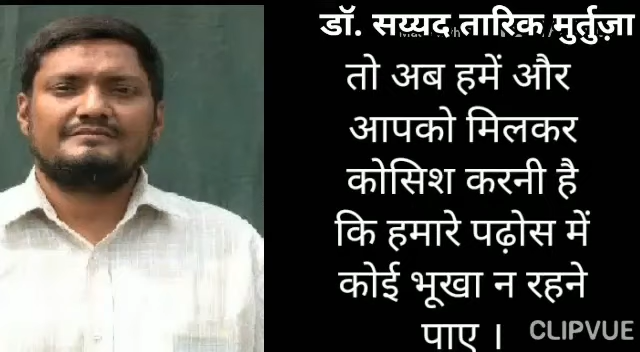 डॉ. सय्यद तारिक मुर्तुज़ा
तो अब हमें और
आपको मिलकर
कोसिश करनी है
कि हमारे पढ़ोस में
कोई भूखा न रहने
पाए ।
CLIPVUE